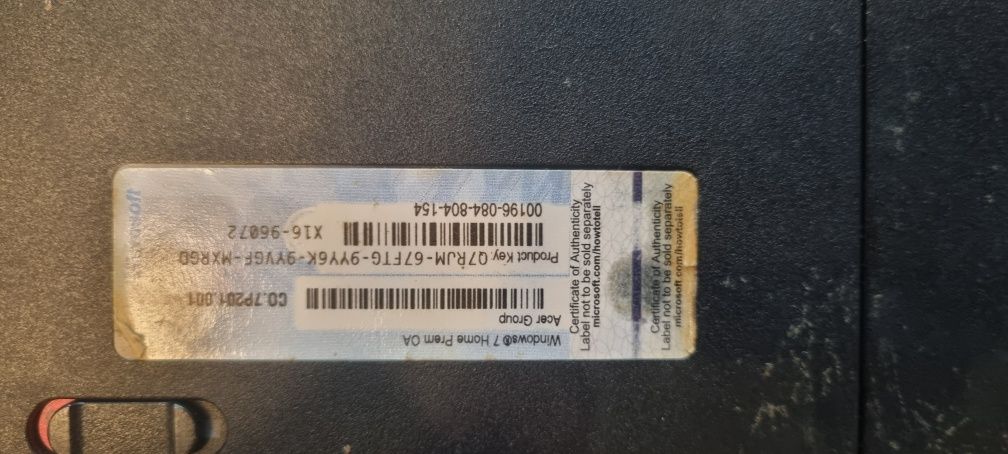 Windows®7 Home Prem OA
Acer Group
CO.7P201.001
Product Key: Q7RJM-67FTG-9YY6K-9YVGF-MXRGD
X16-96072
00196-084-804-154
Certificate of Authenticity
Label not to be sold separately
microsoft.com/howtotell
Certificate of Authenticity
Label not to be sold separately
microsoft.com/howtotell